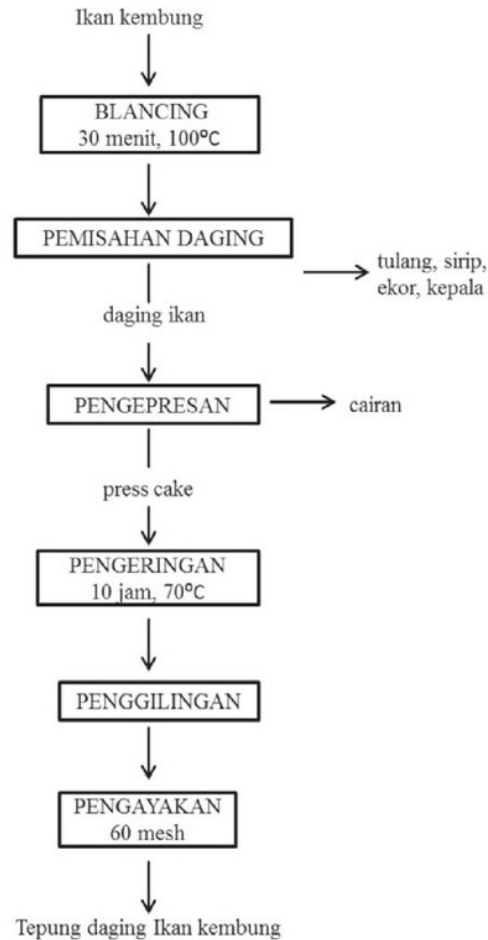 Ikan kembung
BLANCING
30 menit, 100°C
PEMISAHAN DAGING
tulang, sirip,
ekor, kepala
daging ikan
PENGEPRESAN
cairan
press cake
PENGERINGAN
10 jam, 70°C
PENGGILINGAN
PENGAYAKAN
60 mesh
Tepung daging Ikan kembung